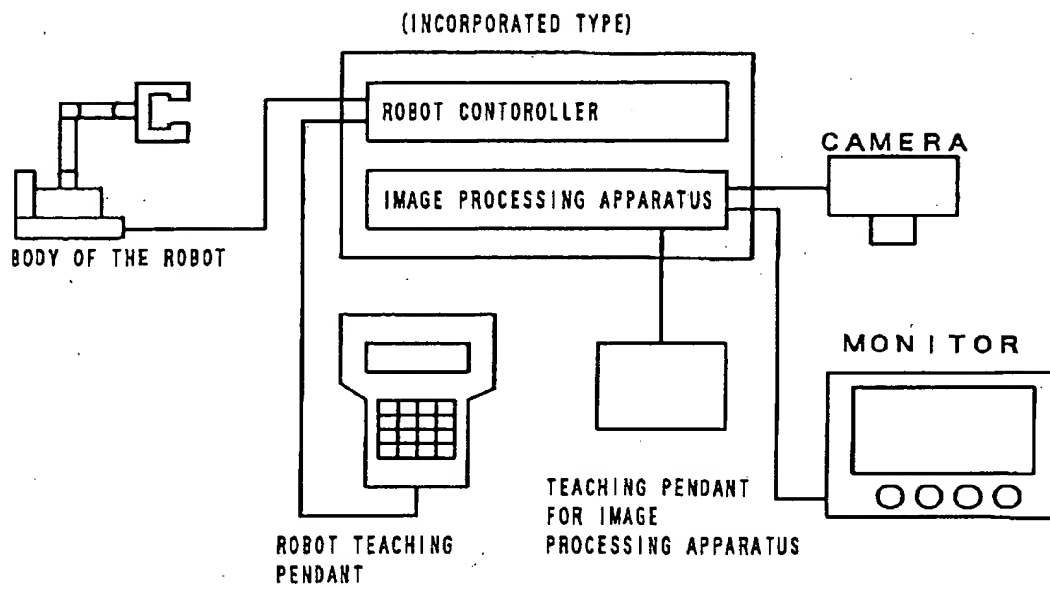 (INCORPORATED TYPE)
ROBOT CONTOROLLER
CAMERA
IMAGE PROCESSING APPARATUS
BODY OF THE ROBOT
MONITOR
TEACHING PENDANT
FOR IMAGE
PROCESSING APPARATUS
ROBOT TEACHING
PENDANT